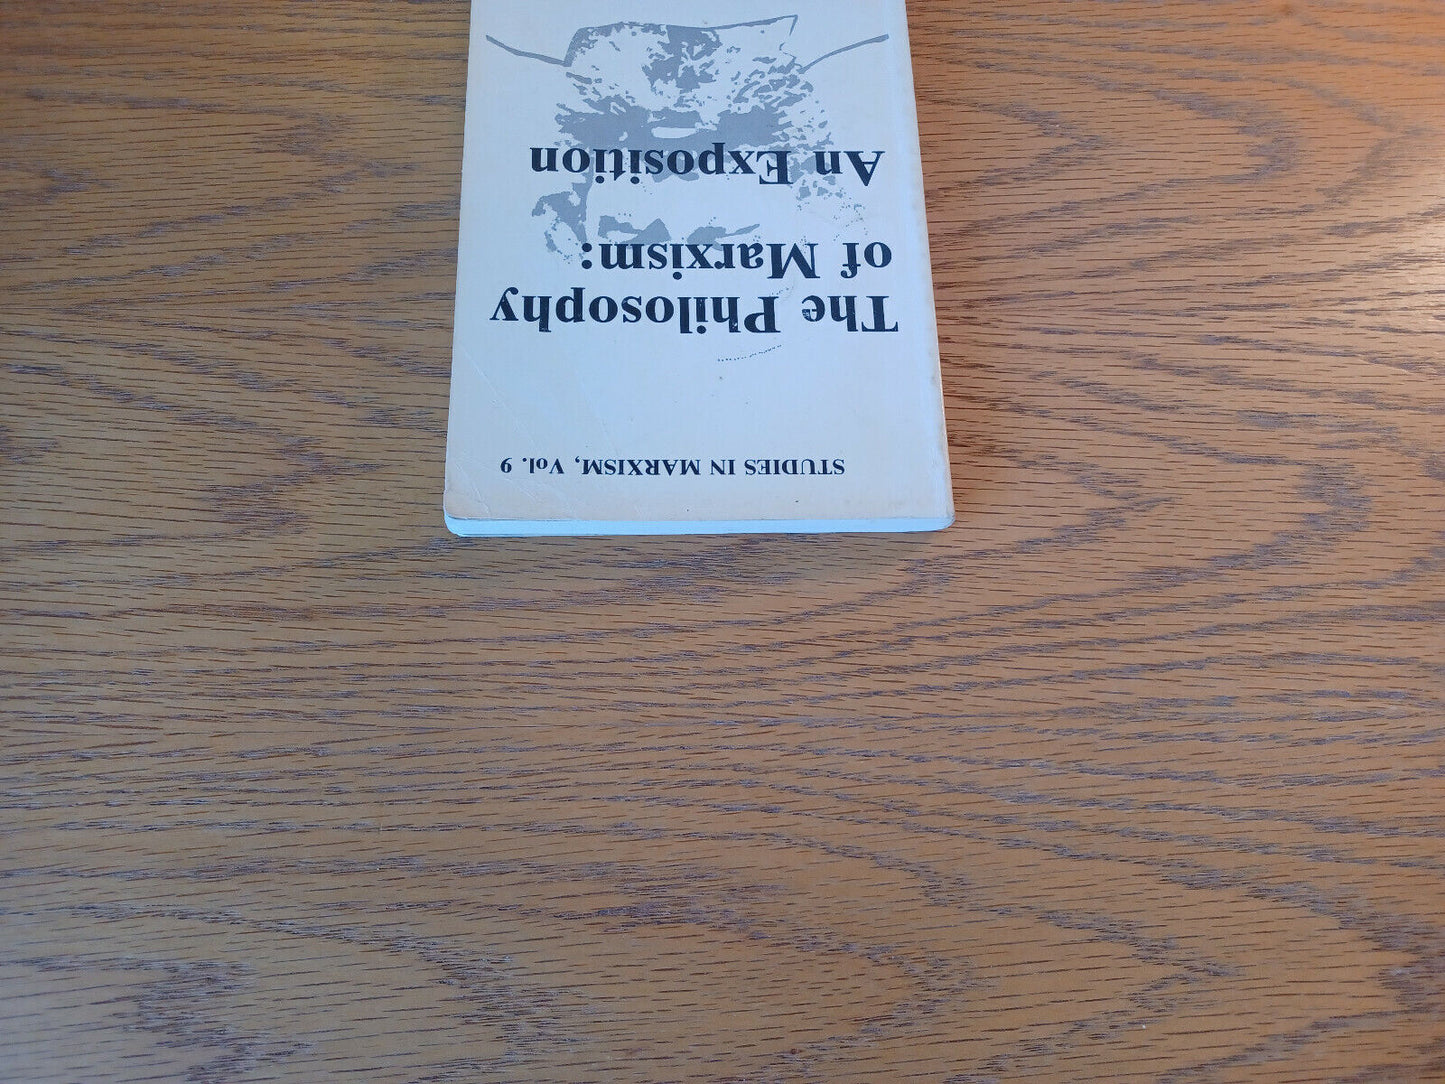 STUDIES IN MARXISM, Vol. 9
The Philosophy
of Marxism:
An Exposition